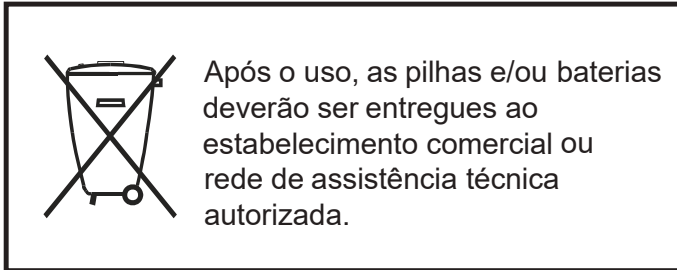 Após o uso, as pilhas e/ou baterias
deverão ser entregues ao
estabelecimento comercial ou
rede de assistência técnica
autorizada.